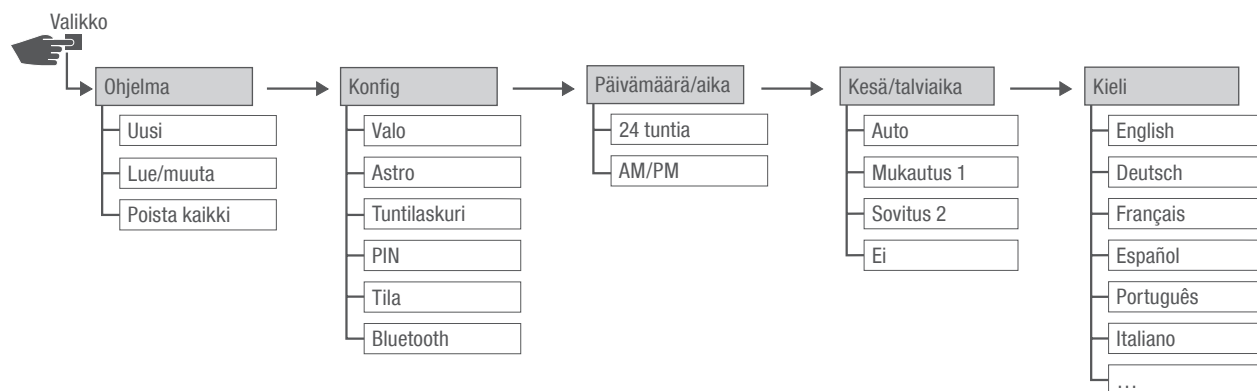 Valikko
Ohjelma
Uusi
Lue/muuta
Poista kaikki
Konfig
Valo
Astro
Tuntilaskuri
PIN
Tila
Bluetooth
Päivämäärä/aika
24 tuntia
AM/PM
Kesä/talviaika
Auto
Mukautus 1
Sovitus 2
Ei
Kieli
English
Deutsch
Français
Español
Português
Italiano
…